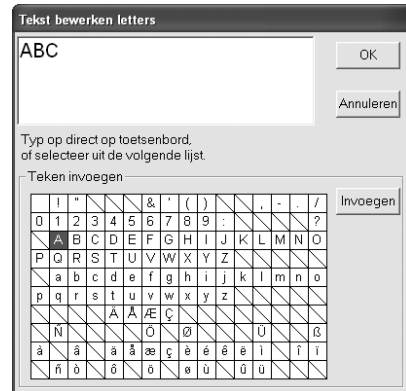 Tekst bewerken letters
ABC
OK
Annuleren
Typ op direct op toetsenbord,
of selecteer uit de volgende lijst.
Teken invoegen
Invoegen
! " & ' ( ) , - . /
0 1 2 3 4 5 6 7 8 9 : ?
A B C D E F G H I J K L M N O
P Q R S T U V W X Y Z
a b c d e f g h i j k l m n o
p q r s t u v w x y z
Ä Å Æ Ç
Ñ Ö Ø Ü ß
à â ä å æ ç è é ê ë ì î ï
ñ ò ô ö ø ù û ü